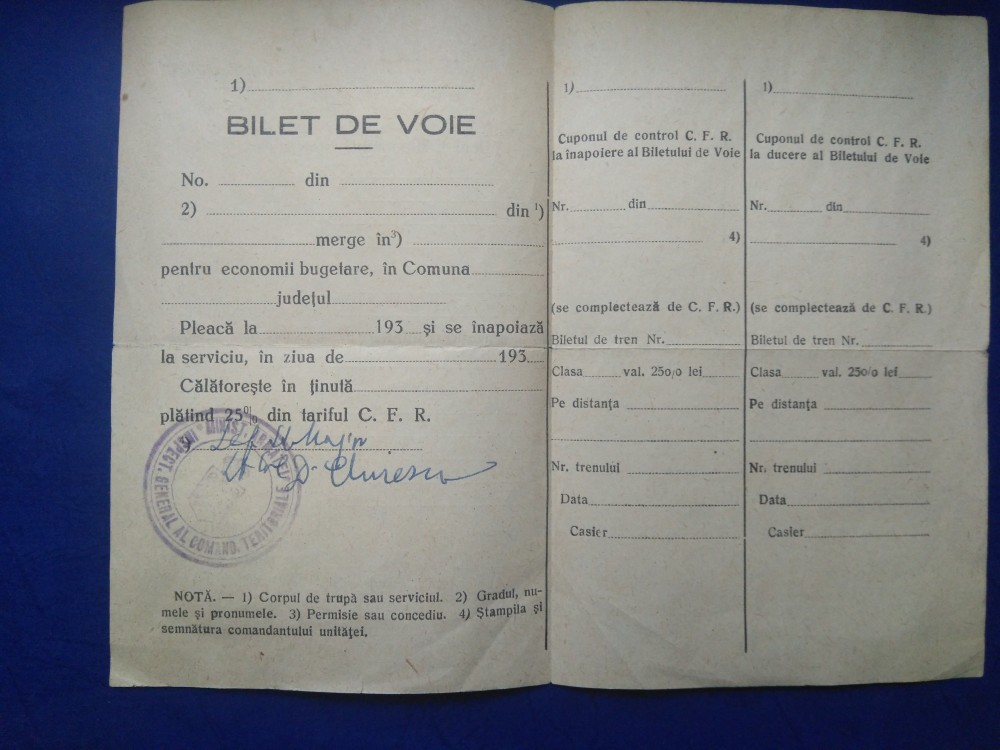 1)
BILET DE VOIE
No. din
2) din ¹)
merge în³)
pentru economii bugetare, în Comuna
județul
Pleacă la 193 și se înapoiază
la serviciu, în ziua de 193
Călătorește în ținută
plătind 25% din tariful C. F. R.
INSPECT. GENERAL AL COMAND. TERITORIALE
NOTĂ. — 1) Corpul de trupă sau serviciul. 2) Gradul, nu-
mele și pronumele. 3) Permisie sau concediu. 4) Ștampila și
semnătura comandantului unității.
1)
Cuponul de control C. F. R.
la înapoiere al Biletului de Voie
Nr. din
4)
(se complectează de C. F. R.)
Biletul de tren Nr.
Clasa val. 25o/o lei
Pe distanța
Nr. trenului
Data
Casier
1)
Cuponul de control C. F. R.
la ducere al Biletului de Voie
Nr. din
4)
(se complectează de C. F. R.)
Biletul de tren Nr.
Clasa val. 25o/o lei
Pe distanța
Nr. trenului
Data
Casier